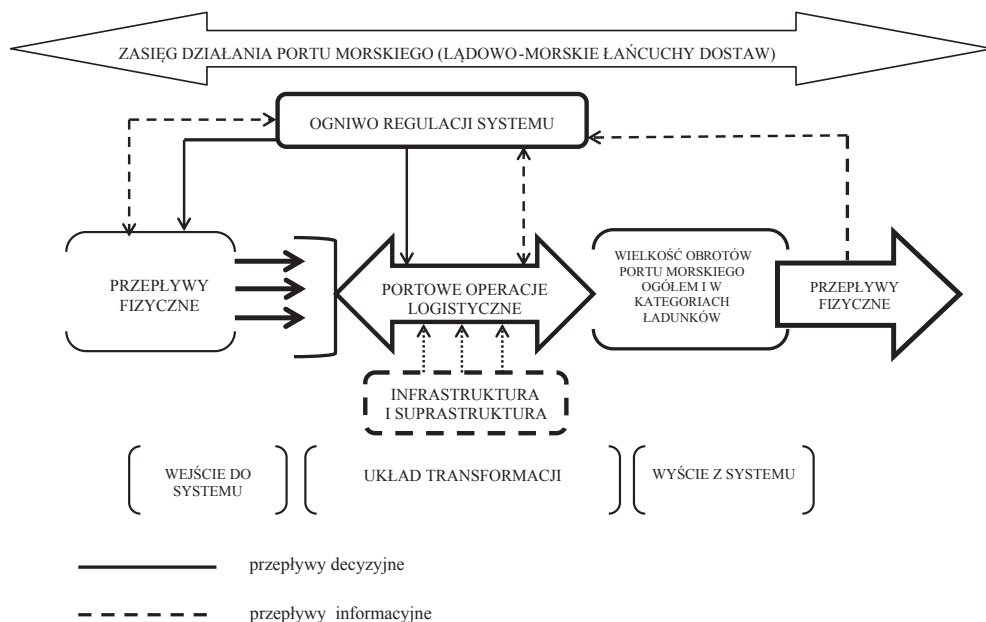 ZASIĘG DZIAŁANIA PORTU MORSKIEGO (LĄDOWO-MORSKIE ŁAŃCUCHY DOSTAW)
OGNIWO REGULACJI SYSTEMU
PRZEPŁYWY
FIZYCZNE
PORTOWE OPERACJE
LOGISTYCZNE
WIELKOŚĆ OBROTÓW
PORTU MORSKIEGO
OGÓŁEM I W
KATEGORIACH
ŁADUNKÓW
PRZEPŁYWY
FIZYCZNE
INFRASTRUKTURA
I SUPRASTRUKTURA
WEJŚCIE DO
SYSTEMU
UKŁAD TRANSFORMACJI
WYŚCIE Z SYSTEMU
przepływy decyzyjne
przepływy informacyjne